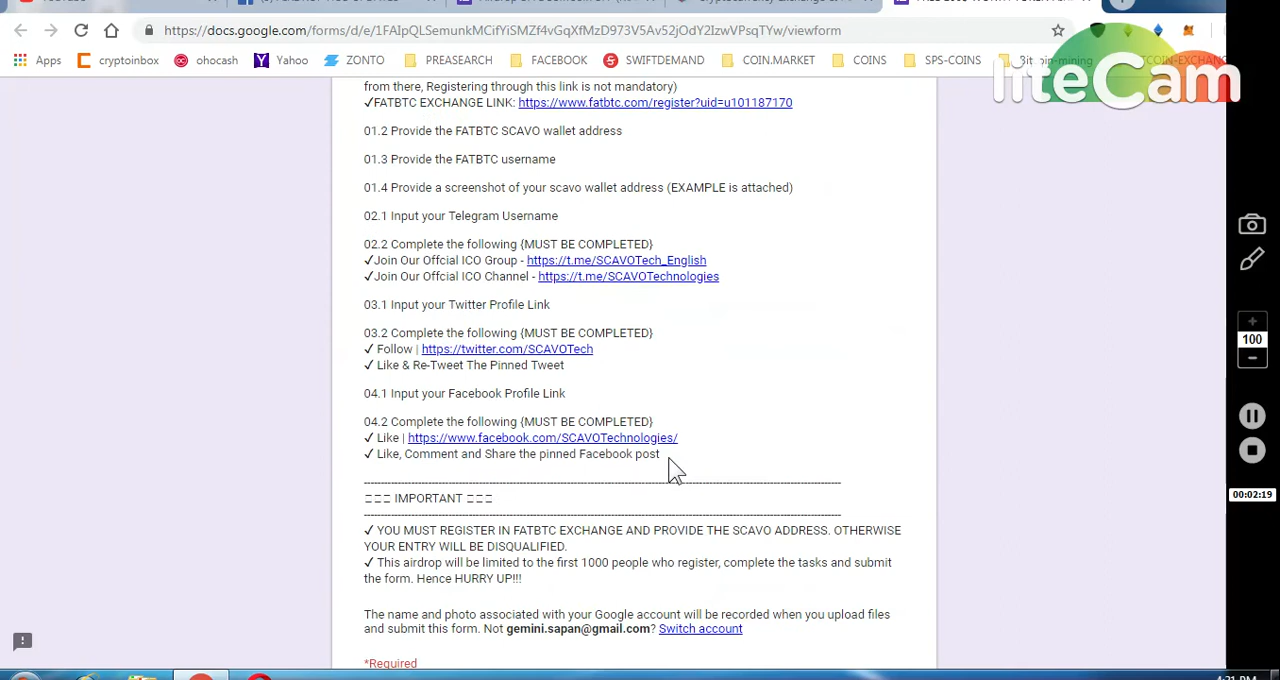 https://docs.google.com/forms/d/e/1FAIpQLSemunkMCifYiSMZf4vGqXfMzD973V5Av52jOdY2IzwVPsqTYw/viewform
Apps cryptoinbox ohocash Yahoo ZONTO PREASEARCH FACEBOOK SWIFTDEMAND COIN.MARKET COINS SPS-COINS
liteCam
from there, Registering through this link is not mandatory)
✓FATBTC EXCHANGE LINK: https://www.fatbtc.com/register?uid=u101187170
01.2 Provide the FATBTC SCAVO wallet address
01.3 Provide the FATBTC username
01.4 Provide a screenshot of your scavo wallet address (EXAMPLE is attached)
02.1 Input your Telegram Username
02.2 Complete the following {MUST BE COMPLETED}
✓Join Our Offcial ICO Group - https://t.me/SCAVOTech_English
✓Join Our Offcial ICO Channel - https://t.me/SCAVOTechnologies
03.1 Input your Twitter Profile Link
03.2 Complete the following {MUST BE COMPLETED}
✓ Follow | https://twitter.com/SCAVOTech
✓ Like & Re-Tweet The Pinned Tweet
04.1 Input your Facebook Profile Link
04.2 Complete the following {MUST BE COMPLETED}
✓ Like | https://www.facebook.com/SCAVOTechnologies/
✓ Like, Comment and Share the pinned Facebook post
=== IMPORTANT ===
✓ YOU MUST REGISTER IN FATBTC EXCHANGE AND PROVIDE THE SCAVO ADDRESS. OTHERWISE
YOUR ENTRY WILL BE DISQUALIFIED.
✓ This airdrop will be limited to the first 1000 people who register, complete the tasks and submit
the form. Hence HURRY UP!!!
The name and photo associated with your Google account will be recorded when you upload files
and submit this form. Not gemini.sapan@gmail.com? Switch account
*Required
100
00:02:19
4:21 PM